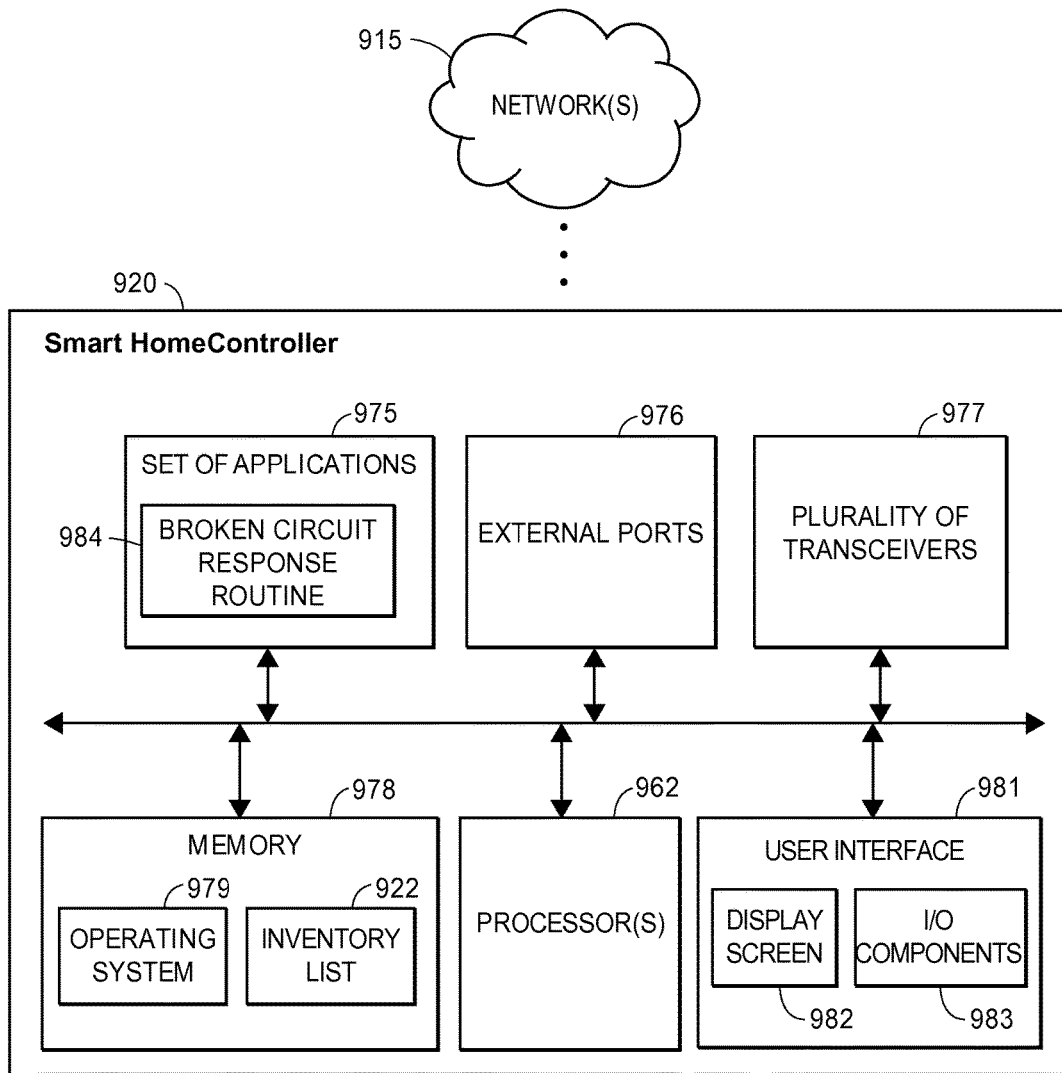 915
NETWORK(S)
920
Smart HomeController
975
SET OF APPLICATIONS
984
BROKEN CIRCUIT
RESPONSE
ROUTINE
976
EXTERNAL PORTS
977
PLURALITY OF
TRANSCEIVERS
978
MEMORY
979
OPERATING
SYSTEM
922
INVENTORY
LIST
962
PROCESSOR(S)
981
USER INTERFACE
DISPLAY
SCREEN
982
I/O
COMPONENTS
983